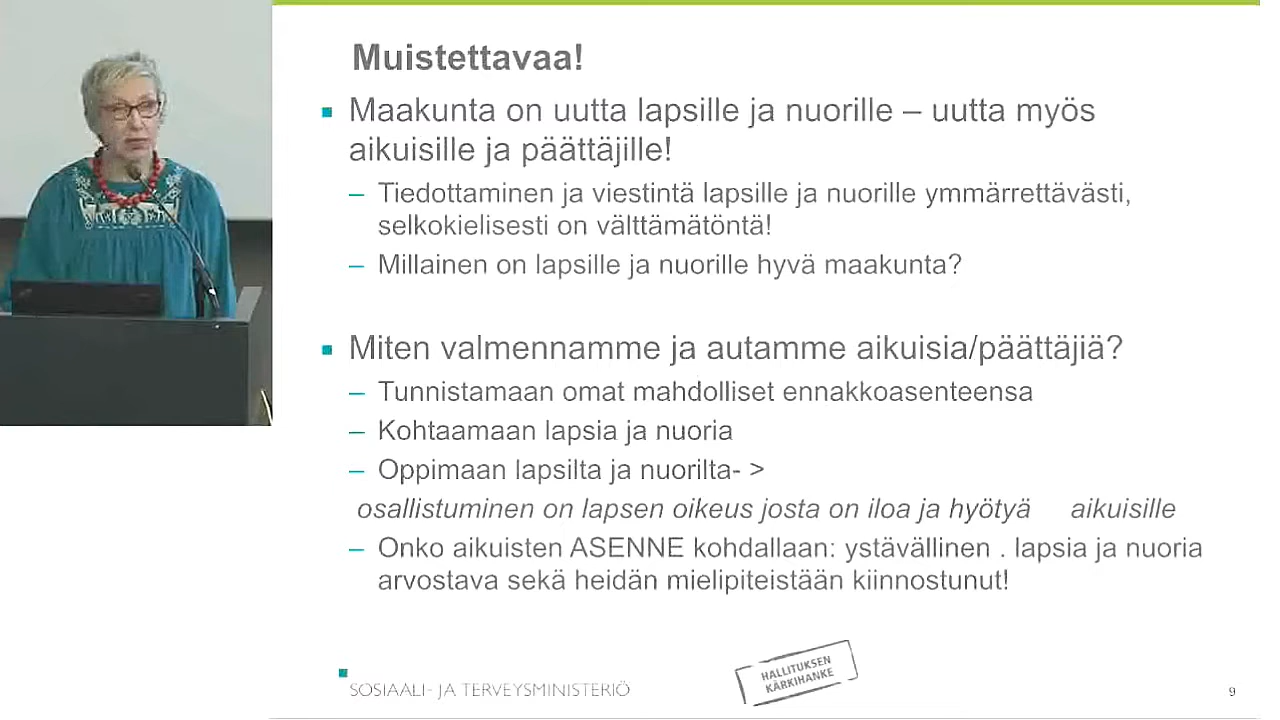 Muistettavaa!
Maakunta on uutta lapsille ja nuorille – uutta myös
aikuisille ja päättäjille!
– Tiedottaminen ja viestintä lapsille ja nuorille ymmärrettävästi,
selkokielisesti on välttämätöntä!
– Millainen on lapsille ja nuorille hyvä maakunta?
Miten valmennamme ja autamme aikuisia/päättäjiä?
– Tunnistamaan omat mahdolliset ennakkoasenteensa
– Kohtaamaan lapsia ja nuoria
– Oppimaan lapsilta ja nuorilta- >
osallistuminen on lapsen oikeus josta on iloa ja hyötyä aikuisille
– Onko aikuisten ASENNE kohdallaan: ystävällinen . lapsia ja nuoria
arvostava sekä heidän mielipiteistään kiinnostunut!
HALLITUKSEN
KÄRKIHANKE
SOSIAALI- JA TERVEYSMINISTERIÖ
9